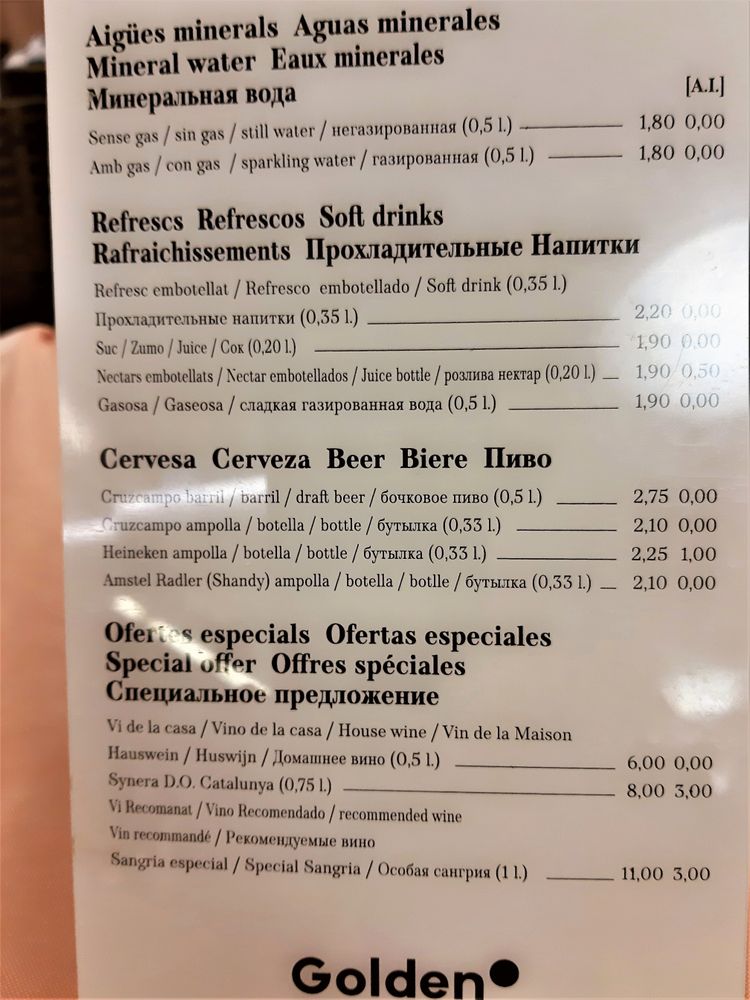 Aigües minerals Aguas minerales
Mineral water Eaux minerales
Минеральная вода [A.I.]
Sense gas / sin gas / still water / негазированная (0,5 l.) 1,80 0,00
Amb gas / con gas / sparkling water / газированная (0,5 l.) 1,80 0,00
Refrescs Refrescos Soft drinks
Rafraichissements Прохладительные Напитки
Refresc embotellat / Refresco embotellado / Soft drink (0,35 l.)
Прохладительные напитки (0,35 l.) 2,20 0,00
Suc / Zumo / Juice / Сок (0,20 l.) 1,90 0,00
Nectars embotellats / Nectar embotellados / Juice bottle / розлива нектар (0,20 l.) 1,90 0,50
Gasosa / Gaseosa / сладкая газированная вода (0,5 l.) 1,90 0,00
Cervesa Cerveza Beer Biere Пиво
Cruzcampo barril / barril / draft beer / бочковое пиво (0,5 l.) 2,75 0,00
Cruzcampo ampolla / botella / bottle / бутылка (0,33 l.) 2,10 0,00
Heineken ampolla / botella / bottle / бутылка (0,33 l.) 2,25 1,00
Amstel Radler (Shandy) ampolla / botella / botlle / бутылка (0,33 l.) 2,10 0,00
Ofertes especials Ofertas especiales
Special offer Offres spéciales
Специальное предложение
Vi de la casa / Vino de la casa / House wine / Vin de la Maison
Hauswein / Huswijn / Домашнее вино (0,5 l.) 6,00 0,00
Synera D.O. Catalunya (0,75 l.) 8,00 3,00
Vi Recomanat / Vino Recomendado / recommended wine
Vin recommandé / Рекомендуемые вино
Sangria especial / Special Sangria / Особая сангрия (1 l.) 11,00 3,00
Golden